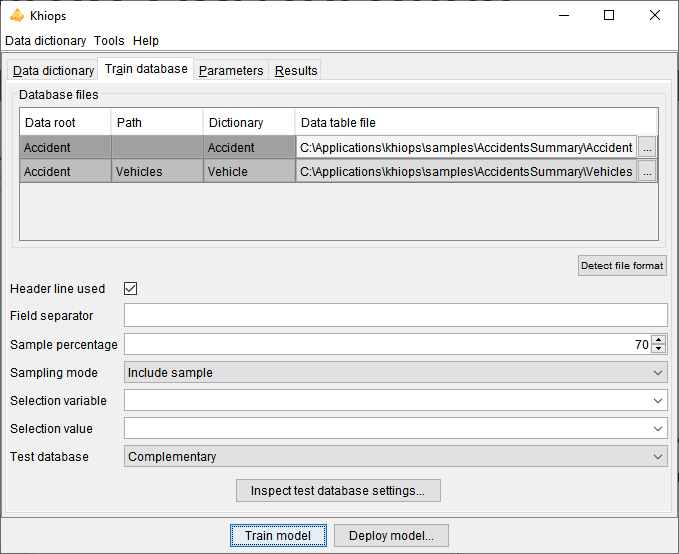 Khiops
Data dictionary Tools Help
Data dictionary Train database Parameters Results
Database files
Data root Path Dictionary Data table file
Accident Accident C:\Applications\khiops\samples\AccidentsSummary\Accident ...
Accident Vehicles Vehicle C:\Applications\khiops\samples\AccidentsSummary\Vehicles ...
Detect file format
Header line used
Field separator
Sample percentage 70
Sampling mode Include sample
Selection variable
Selection value
Test database Complementary
Inspect test database settings...
Train model Deploy model...